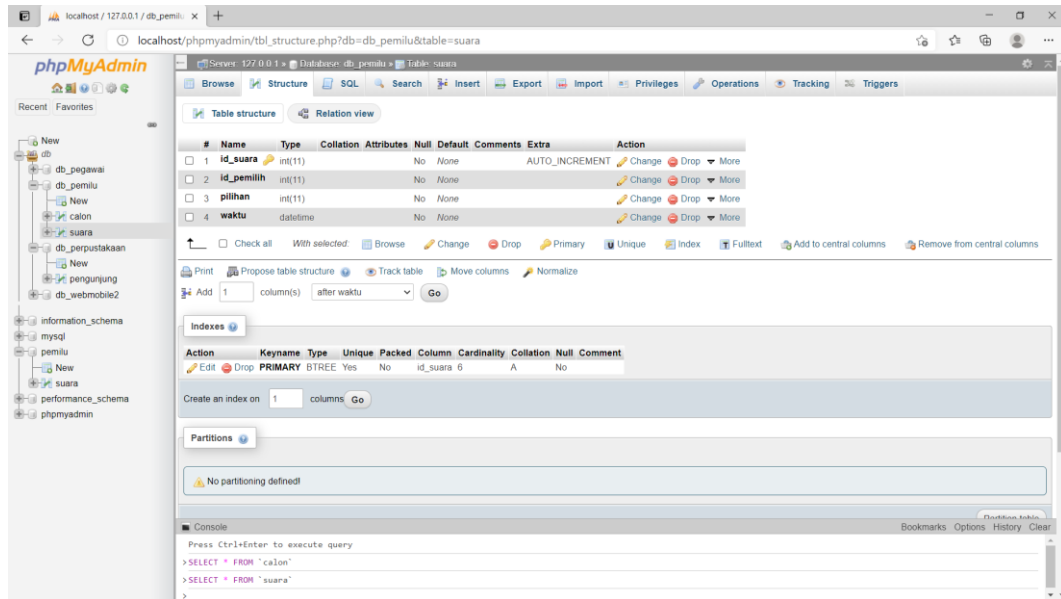 localhost / 127.0.0.1 / db_pemilu
localhost/phpmyadmin/tbl_structure.php?db=db_pemilu&table=suara
phpMyAdmin
Recent Favorites
New
db
db_pegawai
db_pemilu
New
calon
suara
db_perpustakaan
New
pengunjung
db_webmobile2
information_schema
mysql
pemilu
New
suara
performance_schema
phpmyadmin
Server: 127.0.0.1 » Database: db_pemilu » Table: suara
Browse Structure SQL Search Insert Export Import Privileges Operations Tracking Triggers
Table structure Relation view
# Name Type Collation Attributes Null Default Comments Extra Action
1 id_suara int(11) No None AUTO_INCREMENT Change Drop More
2 id_pemilih int(11) No None Change Drop More
3 pilihan int(11) No None Change Drop More
4 waktu datetime No None Change Drop More
Check all With selected: Browse Change Drop Primary Unique Index Fulltext Add to central columns Remove from central columns
Print Propose table structure Track table Move columns Normalize
Add 1 column(s) after waktu Go
Indexes
Action Keyname Type Unique Packed Column Cardinality Collation Null Comment
Edit Drop PRIMARY BTREE Yes No id_suara 6 A No
Create an index on 1 columns Go
Partitions
No partitioning defined!
Partition table
Console Bookmarks Options History Clear
Press Ctrl+Enter to execute query
>SELECT * FROM `calon`
>SELECT * FROM `suara`
>